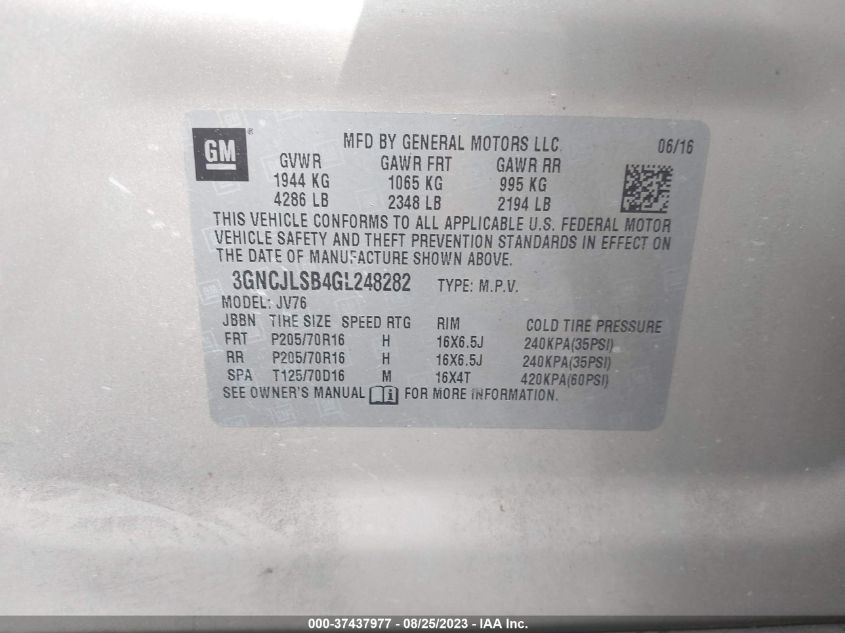 GM ® MFD BY GENERAL MOTORS LLC. 06/16
GVWR GAWR FRT GAWR RR
1944 KG 1065 KG 995 KG
4286 LB 2348 LB 2194 LB
THIS VEHICLE CONFORMS TO ALL APPLICABLE U.S. FEDERAL MOTOR
VEHICLE SAFETY AND THEFT PREVENTION STANDARDS IN EFFECT ON
THE DATE OF MANUFACTURE SHOWN ABOVE.
3GNCJLSB4GL248282 TYPE: M.P.V.
MODEL: JV76
JBBN TIRE SIZE SPEED RTG RIM COLD TIRE PRESSURE
FRT P205/70R16 H 16X6.5J 240KPA(35PSI)
RR P205/70R16 H 16X6.5J 240KPA(35PSI)
SPA T125/70D16 M 16X4T 420KPA(60PSI)
SEE OWNER'S MANUAL FOR MORE INFORMATION.
000-37437977 - 08/25/2023 - IAA Inc.